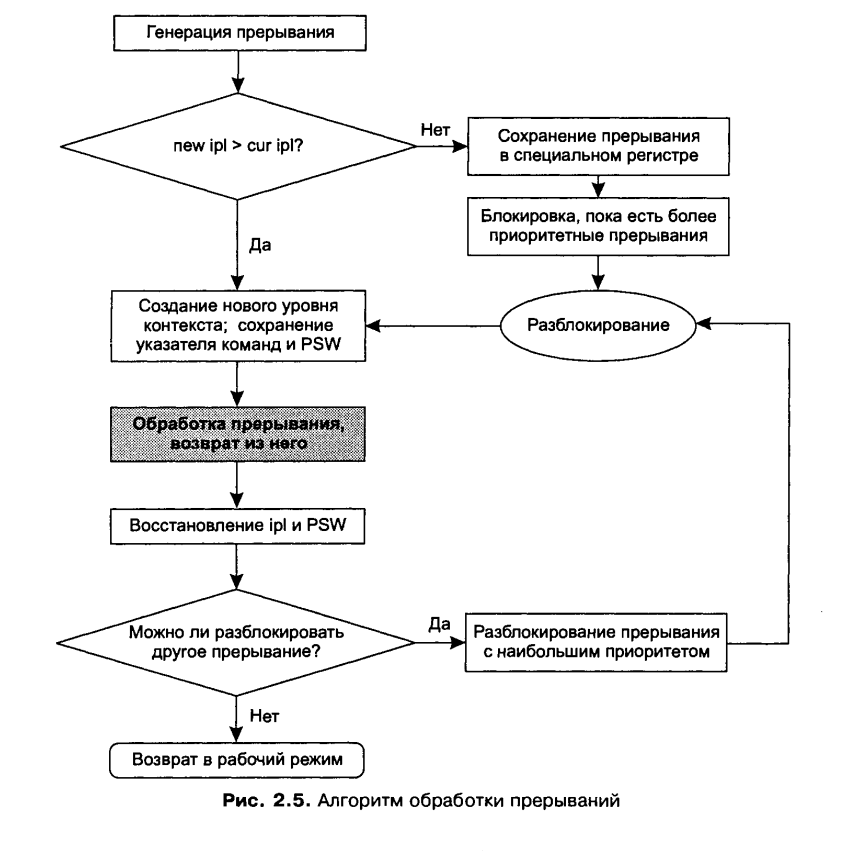 Генерация прерывания
new ipl > cur ipl?
Нет
Сохранение прерывания
в специальном регистре
Блокировка, пока есть более
приоритетные прерывания
Да
Создание нового уровня
контекста; сохранение
указателя команд и PSW
Разблокирование
Обработка прерывания,
возврат из него
Восстановление ipl и PSW
Можно ли разблокировать
другое прерывание?
Да
Разблокирование прерывания
с наибольшим приоритетом
Нет
Возврат в рабочий режим
Рис. 2.5. Алгоритм обработки прерываний